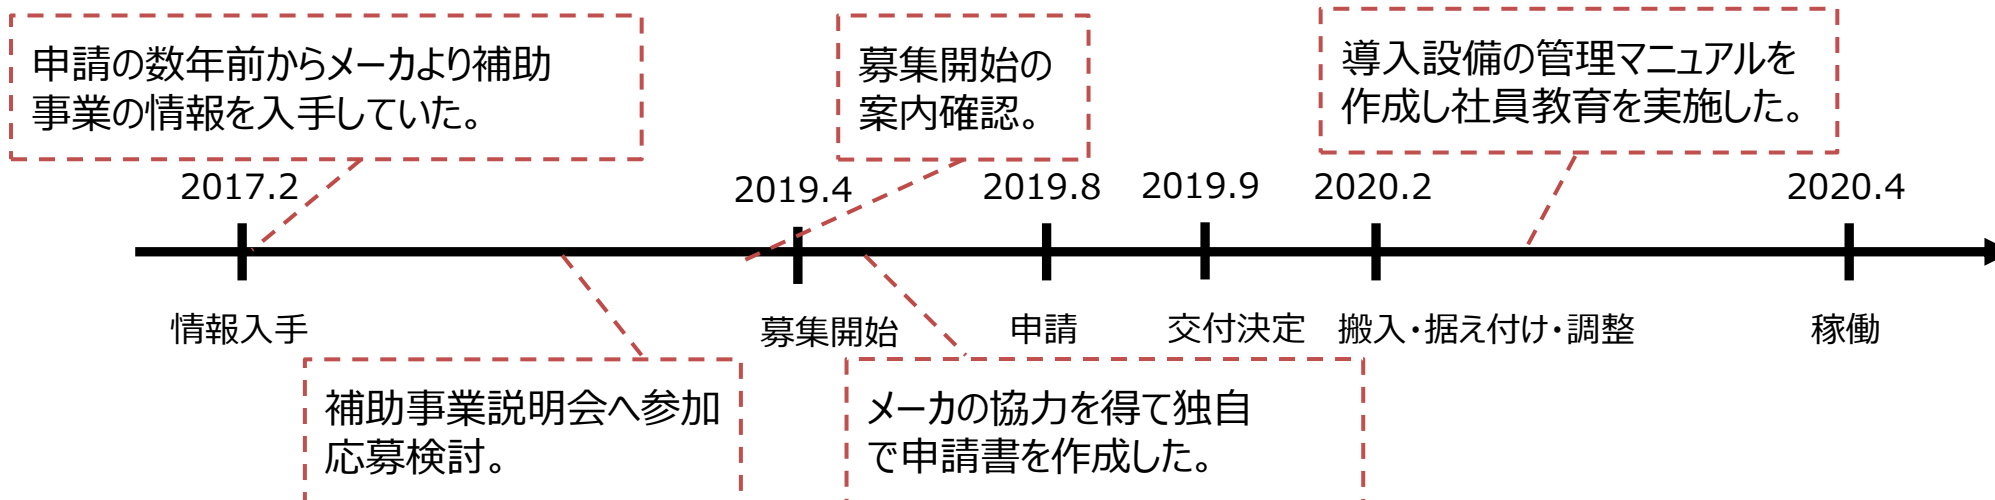 申請の数年前からメーカより補助
事業の情報を入手していた。
募集開始の
案内確認。
導入設備の管理マニュアルを
作成し社員教育を実施した。
2017.2
2019.4
2019.8
2019.9
2020.2
2020.4
情報入手
募集開始
申請
交付決定
搬入・据え付け・調整
稼働
補助事業説明会へ参加
応募検討。
メーカの協力を得て独自
で申請書を作成した。